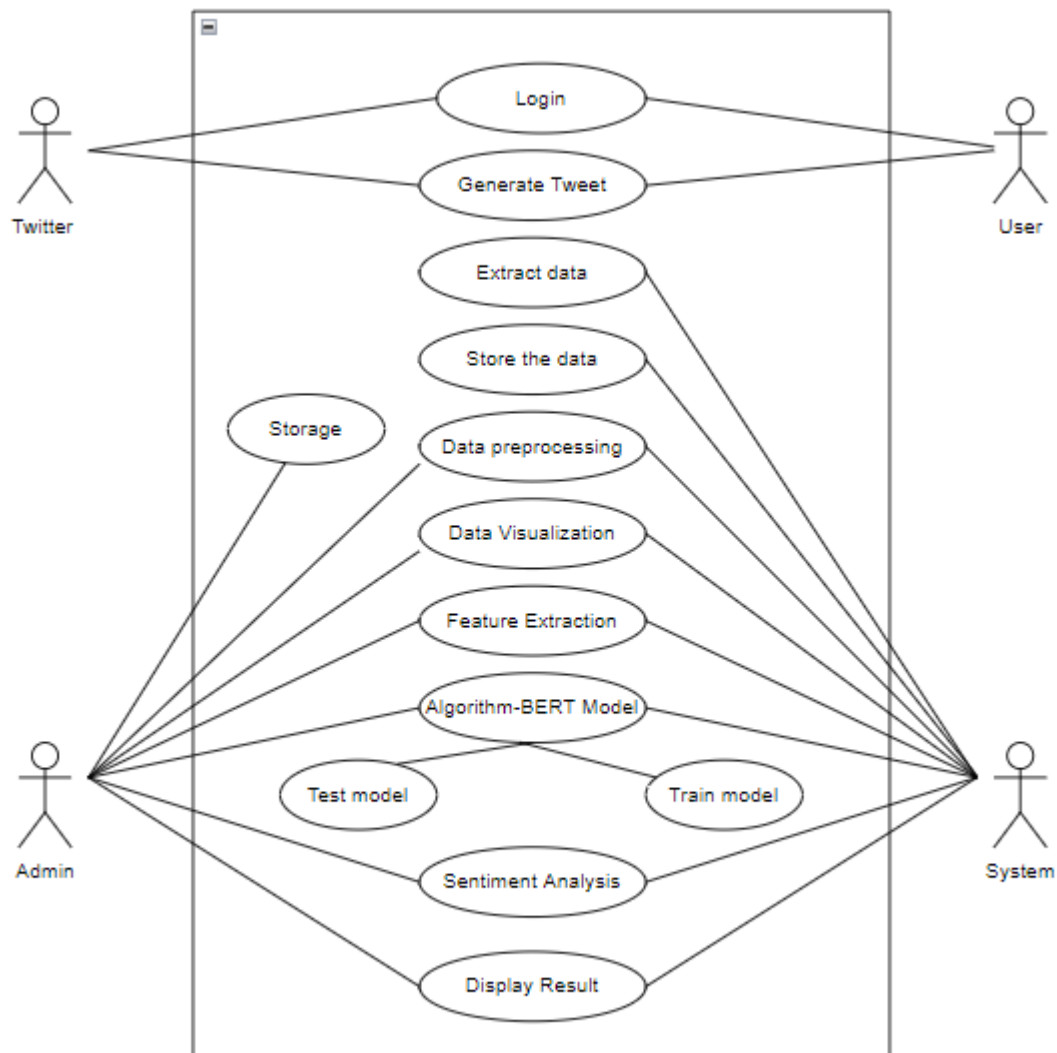 Login
Generate Tweet
Twitter
User
Extract data
Store the data
Storage
Data preprocessing
Data Visualization
Feature Extraction
Algorithm-BERT Model
Test model
Train model
Admin
System
Sentiment Analysis
Display Result